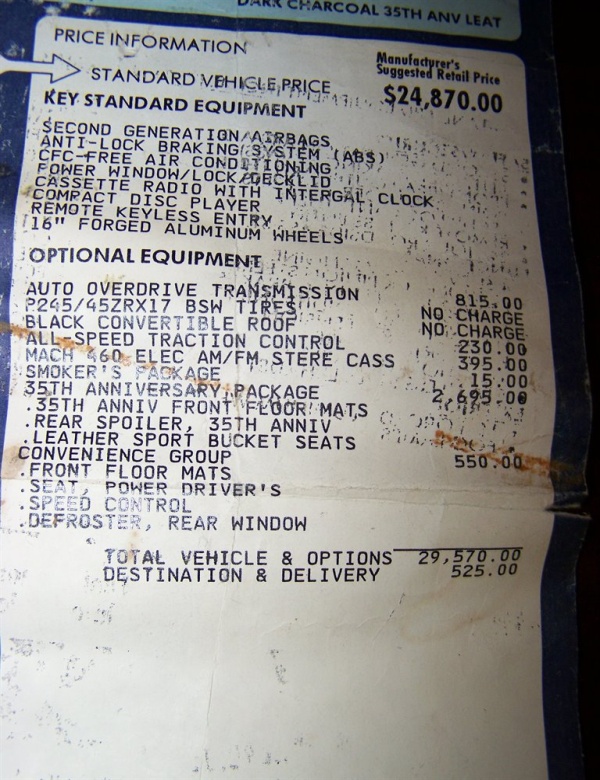 DARK CHARCOAL 35TH ANV LEAT
PRICE INFORMATION
Manufacturer's
Suggested Retail Price
STANDARD VEHICLE PRICE $24,870.00
KEY STANDARD EQUIPMENT
SECOND GENERATION AIRBAGS
ANTI-LOCK BRAKING SYSTEM (ABS)
CFC-FREE AIR CONDITIONING
POWER WINDOW/LOCK/DECKLID
CASSETTE RADIO WITH INTERGAL CLOCK
COMPACT DISC PLAYER
REMOTE KEYLESS ENTRY
16" FORGED ALUMINUM WHEELS
OPTIONAL EQUIPMENT
AUTO OVERDRIVE TRANSMISSION 815.00
P245/45ZRX17 BSW TIRES NO CHARGE
BLACK CONVERTIBLE ROOF NO CHARGE
ALL SPEED TRACTION CONTROL 230.00
MACH 460 ELEC AM/FM STERE CASS 395.00
SMOKER'S PACKAGE 15.00
35TH ANNIVERSARY PACKAGE 2,695.00
.35TH ANNIV FRONT FLOOR MATS
.REAR SPOILER, 35TH ANNIV
.LEATHER SPORT BUCKET SEATS
CONVENIENCE GROUP 550.00
.FRONT FLOOR MATS
.SEAT, POWER DRIVER'S
.SPEED CONTROL
.DEFROSTER, REAR WINDOW
TOTAL VEHICLE & OPTIONS 29,570.00
DESTINATION & DELIVERY 525.00